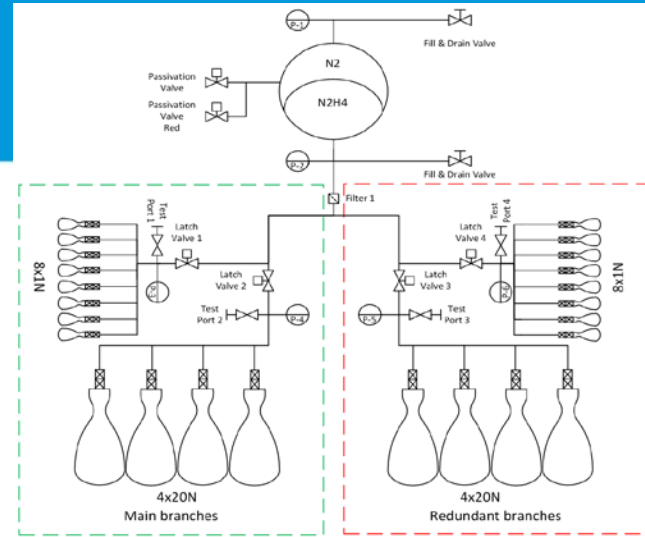 P-1
Fill & Drain Valve
N2
N2H4
Passivation
Valve
Passivation
Valve
Red
P-2
Fill & Drain Valve
Filter 1
Test
Port 1
Latch
Valve 1
P-3
8x1N
Latch
Valve 2
Test
Port 2
P-4
4x20N
Main branches
Test
Port 4
Latch
Valve 4
P-6
8x1N
Latch
Valve 3
P-5
Test
Port 3
4x20N
Redundant branches